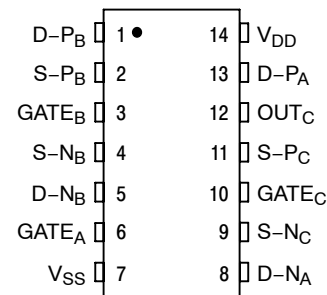 D–P_B 1 14 V_DD
S–P_B 2 13 D–P_A
GATE_B 3 12 OUT_C
S–N_B 4 11 S–P_C
D–N_B 5 10 GATE_C
GATE_A 6 9 S–N_C
V_SS 7 8 D–N_A